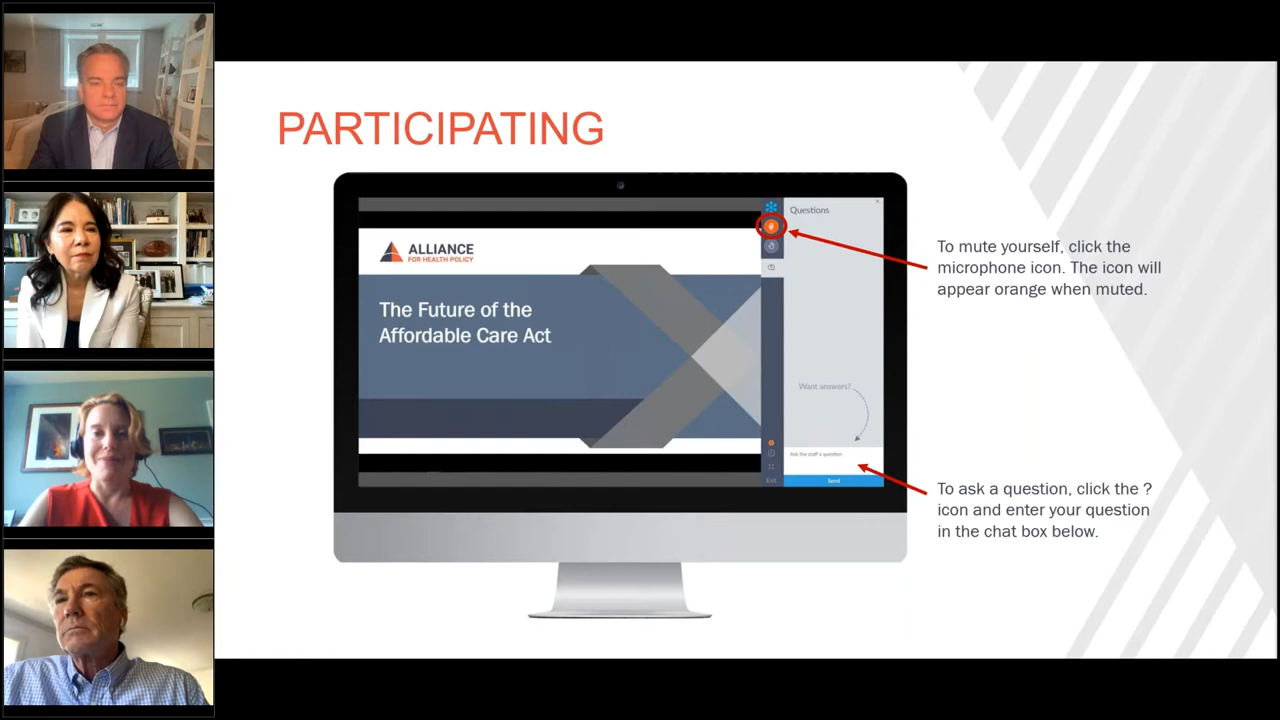 PARTICIPATING
ALLIANCE
FOR HEALTH POLICY
The Future of the
Affordable Care Act
Questions
Want answers?
Ask the staff a question
Send
Exit
To mute yourself, click the
microphone icon. The icon will
appear orange when muted.
To ask a question, click the ?
icon and enter your question
in the chat box below.